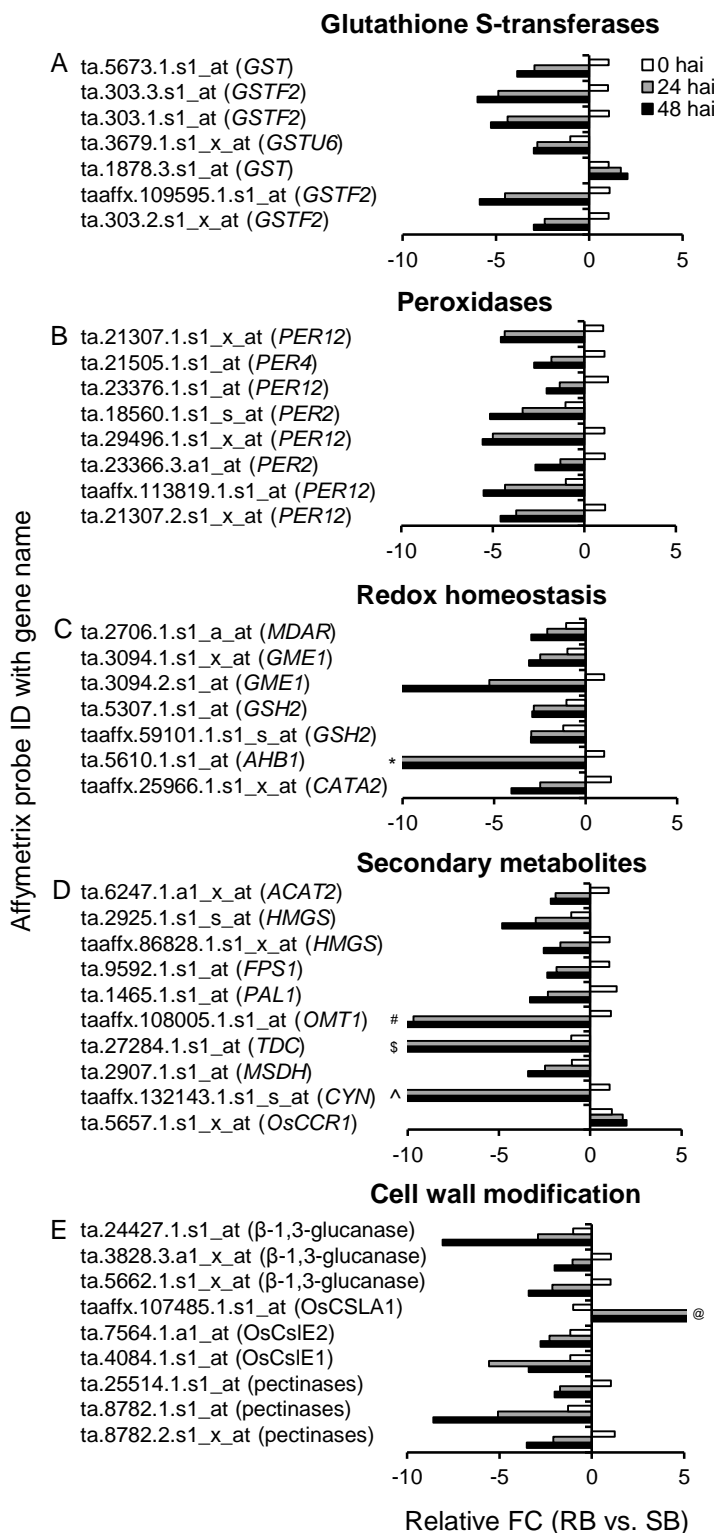 Glutathione S-transferases
A
ta.5673.1.s1_at (GST)
ta.303.3.s1_at (GSTF2)
ta.303.1.s1_at (GSTF2)
ta.3679.1.s1_x_at (GSTU6)
ta.1878.3.s1_at (GST)
taaffx.109595.1.s1_at (GSTF2)
ta.303.2.s1_x_at (GSTF2)
0 hai
24 hai
48 hai
-10 -5 0 5
Peroxidases
B
ta.21307.1.s1_x_at (PER12)
ta.21505.1.s1_at (PER4)
ta.23376.1.s1_at (PER12)
ta.18560.1.s1_s_at (PER2)
ta.29496.1.s1_x_at (PER12)
ta.23366.3.a1_at (PER2)
taaffx.113819.1.s1_at (PER12)
ta.21307.2.s1_x_at (PER12)
-10 -5 0 5
Redox homeostasis
C
ta.2706.1.s1_a_at (MDAR)
ta.3094.1.s1_x_at (GME1)
ta.3094.2.s1_at (GME1)
ta.5307.1.s1_at (GSH2)
taaffx.59101.1.s1_s_at (GSH2)
ta.5610.1.s1_at (AHB1) *
taaffx.25966.1.s1_x_at (CATA2)
-10 -5 0 5
Secondary metabolites
D
ta.6247.1.a1_x_at (ACAT2)
ta.2925.1.s1_s_at (HMGS)
taaffx.86828.1.s1_x_at (HMGS)
ta.9592.1.s1_at (FPS1)
ta.1465.1.s1_at (PAL1)
taaffx.108005.1.s1_at (OMT1) #
ta.27284.1.s1_at (TDC) $
ta.2907.1.s1_at (MSDH)
taaffx.132143.1.s1_s_at (CYN) ^
ta.5657.1.s1_x_at (OsCCR1)
-10 -5 0 5
Cell wall modification
E
ta.24427.1.s1_at (β-1,3-glucanase)
ta.3828.3.a1_x_at (β-1,3-glucanase)
ta.5662.1.s1_x_at (β-1,3-glucanase)
taaffx.107485.1.s1_at (OsCSLA1) @
ta.7564.1.a1_at (OsCslE2)
ta.4084.1.s1_at (OsCslE1)
ta.25514.1.s1_at (pectinases)
ta.8782.1.s1_at (pectinases)
ta.8782.2.s1_x_at (pectinases)
-10 -5 0 5
Relative FC (RB vs. SB)
Affymetrix probe ID with gene name